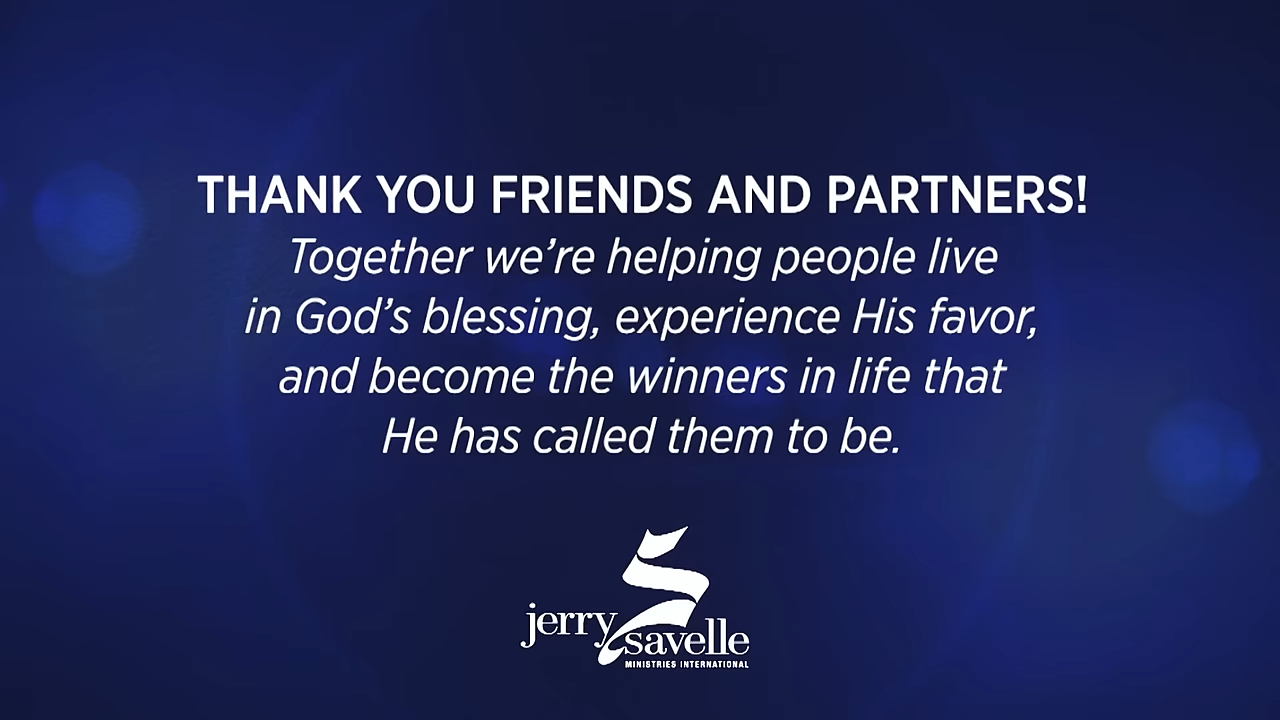 THANK YOU FRIENDS AND PARTNERS!
Together we’re helping people live
in God’s blessing, experience His favor,
and become the winners in life that
He has called them to be.
jerry savelle
MINISTRIES INTERNATIONAL